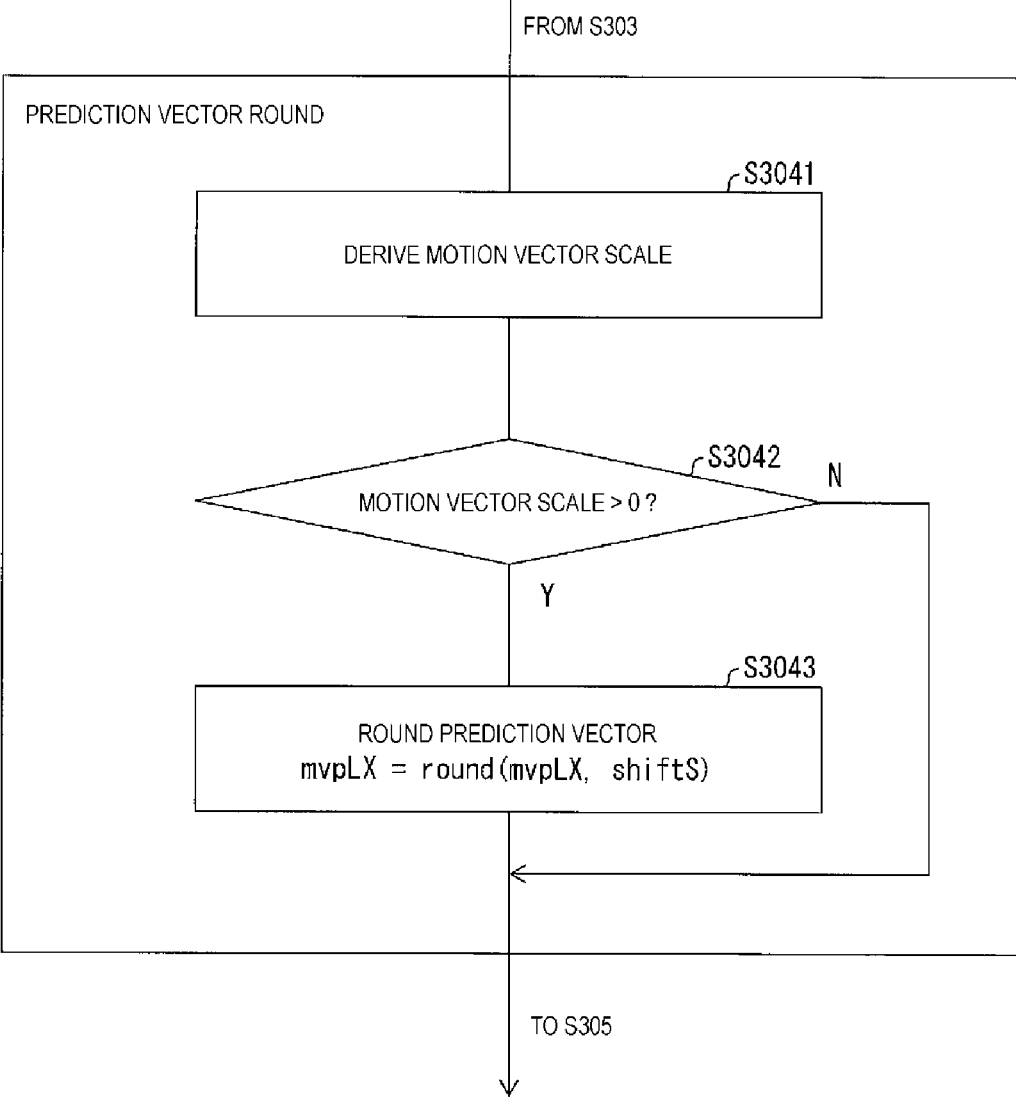 FROM S303
PREDICTION VECTOR ROUND
S3041
DERIVE MOTION VECTOR SCALE
S3042
N
MOTION VECTOR SCALE > 0 ?
Y
S3043
ROUND PREDICTION VECTOR
mvpLX = round(mvpLX, shiftS)
TO S305